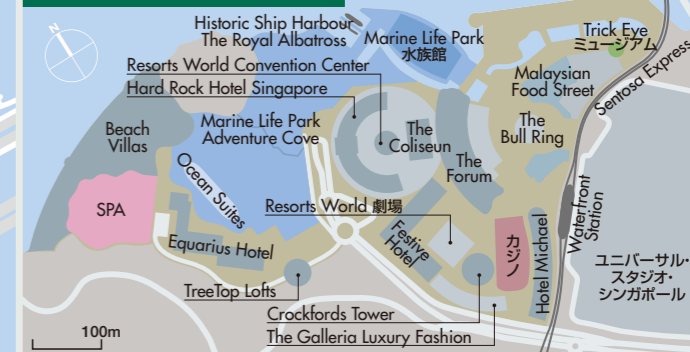 N
Historic Ship Harbour
The Royal Albatross
Marine Life Park
水族館
Trick Eye
ミュージアム
Resorts World Convention Center
Hard Rock Hotel Singapore
Malaysian
Food Street
Sentosa Express
Beach
Villas
Marine Life Park
Adventure Cove
The
Coliseun
The
Forum
The
Bull Ring
Ocean Suites
SPA
Resorts World 劇場
Festive
Hotel
カジノ
Hotel Michael
Waterfront
Station
Equarius Hotel
ユニバーサル・
スタジオ・
シンガポール
TreeTop Lofts
Crockfords Tower
The Galleria Luxury Fashion
100m